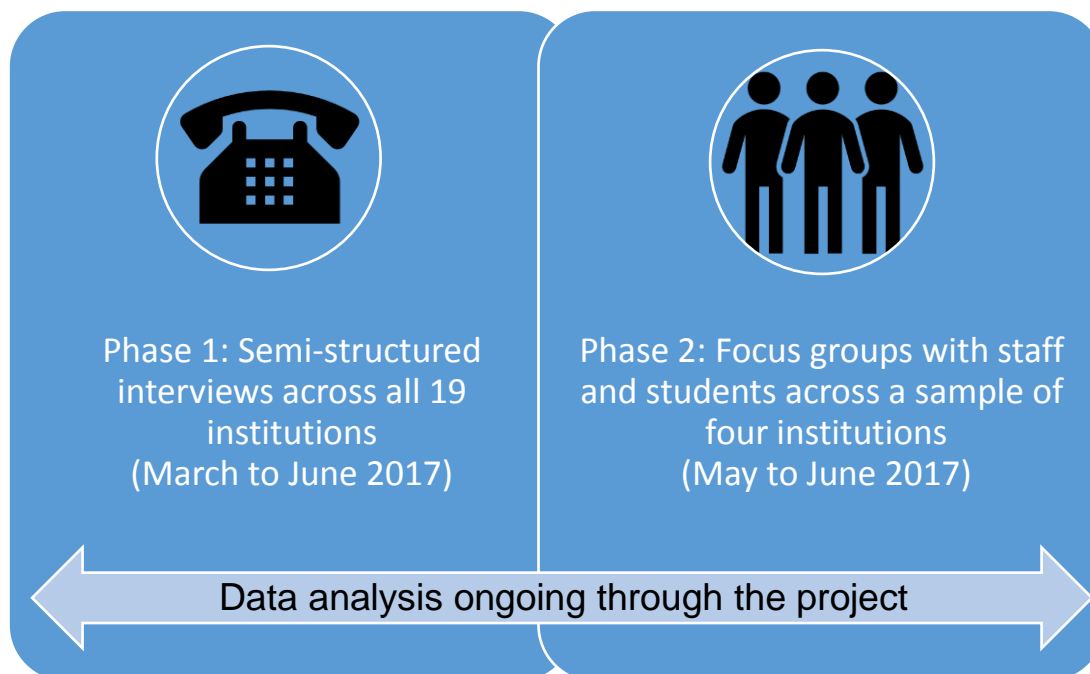 Phase 1: Semi-structured
interviews across all 19
institutions
(March to June 2017)
Phase 2: Focus groups with staff
and students across a sample of
four institutions
(May to June 2017)
Data analysis ongoing through the project